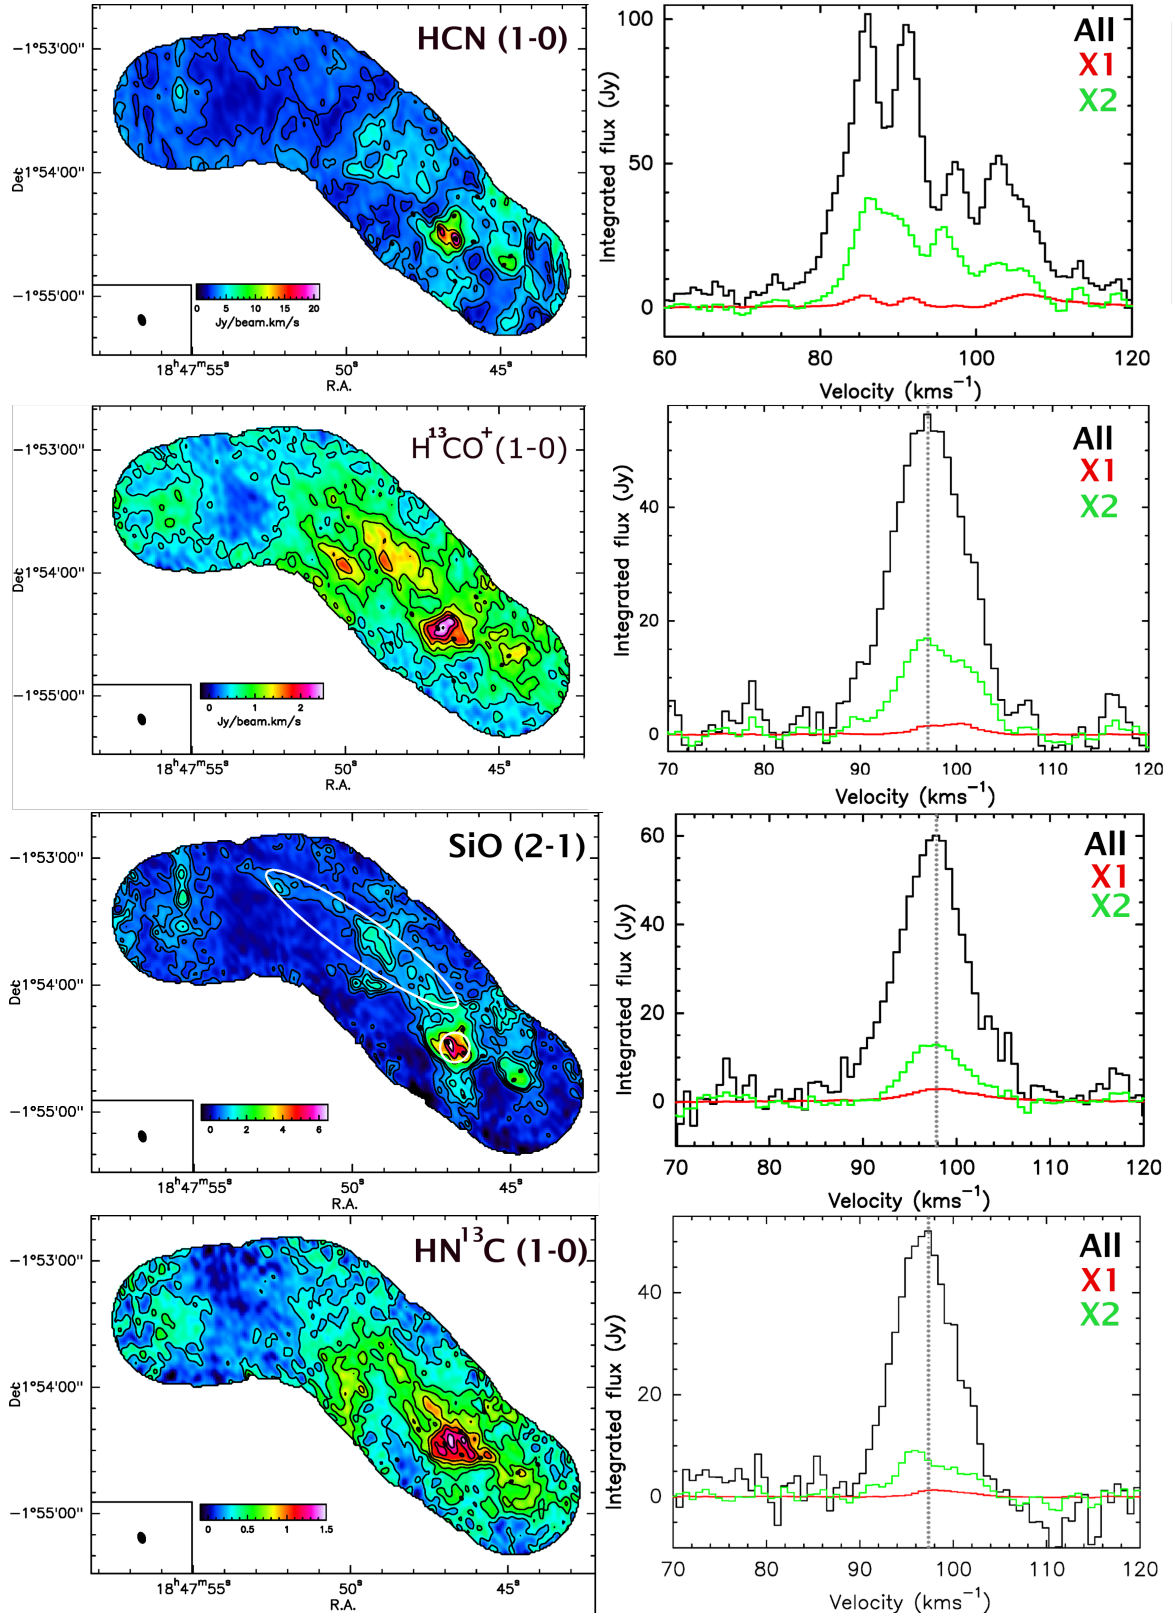 HCN (1-0)
−1°53'00"
Dec
−1°54'00"
−1°55'00"
0 5 10 15 20
Jy/beam.km/s
18ʰ47ᵐ55ˢ 50ˢ 45ˢ
R.A.
All
X1
X2
100
50
0
Integrated flux (Jy)
60 80 100 120
Velocity (kms⁻¹)
H¹³CO⁺(1-0)
−1°53'00"
Dec
−1°54'00"
−1°55'00"
0 1 2
Jy/beam.km/s
18ʰ47ᵐ55ˢ 50ˢ 45ˢ
R.A.
All
X1
X2
40
20
0
Integrated flux (Jy)
70 80 90 100 110 120
Velocity (kms⁻¹)
SiO (2-1)
−1°53'00"
Dec
−1°54'00"
−1°55'00"
0 2 4 6
18ʰ47ᵐ55ˢ 50ˢ 45ˢ
R.A.
All
X1
X2
60
40
20
0
Integrated flux (Jy)
70 80 90 100 110 120
Velocity (kms⁻¹)
HN¹³C (1-0)
−1°53'00"
Dec
−1°54'00"
−1°55'00"
0 0.5 1 1.5
18ʰ47ᵐ55ˢ 50ˢ 45ˢ
R.A.
All
X1
X2
40
20
0
Integrated flux (Jy)
70 80 90 100 110 120
Velocity (kms⁻¹)